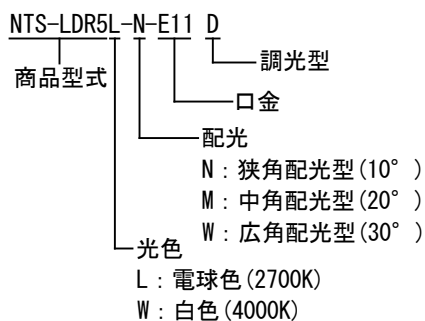 NTS-LDR5L-N-E11 D
調光型
商品型式
口金
配光
N:狭角配光型(10°)
M:中角配光型(20°)
W:広角配光型(30°)
光色
L:電球色(2700K)
W:白色(4000K)